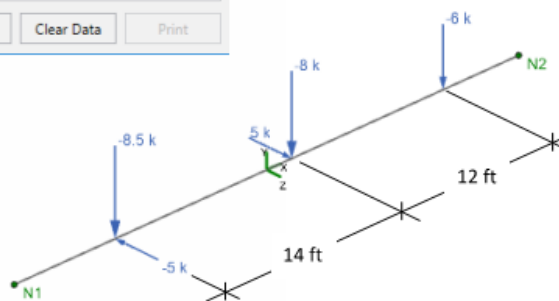 Clear Data
Print
-6 k
N2
-8 k
5 k
Y
x
z
-8.5 k
12 ft
14 ft
-5 k
N1